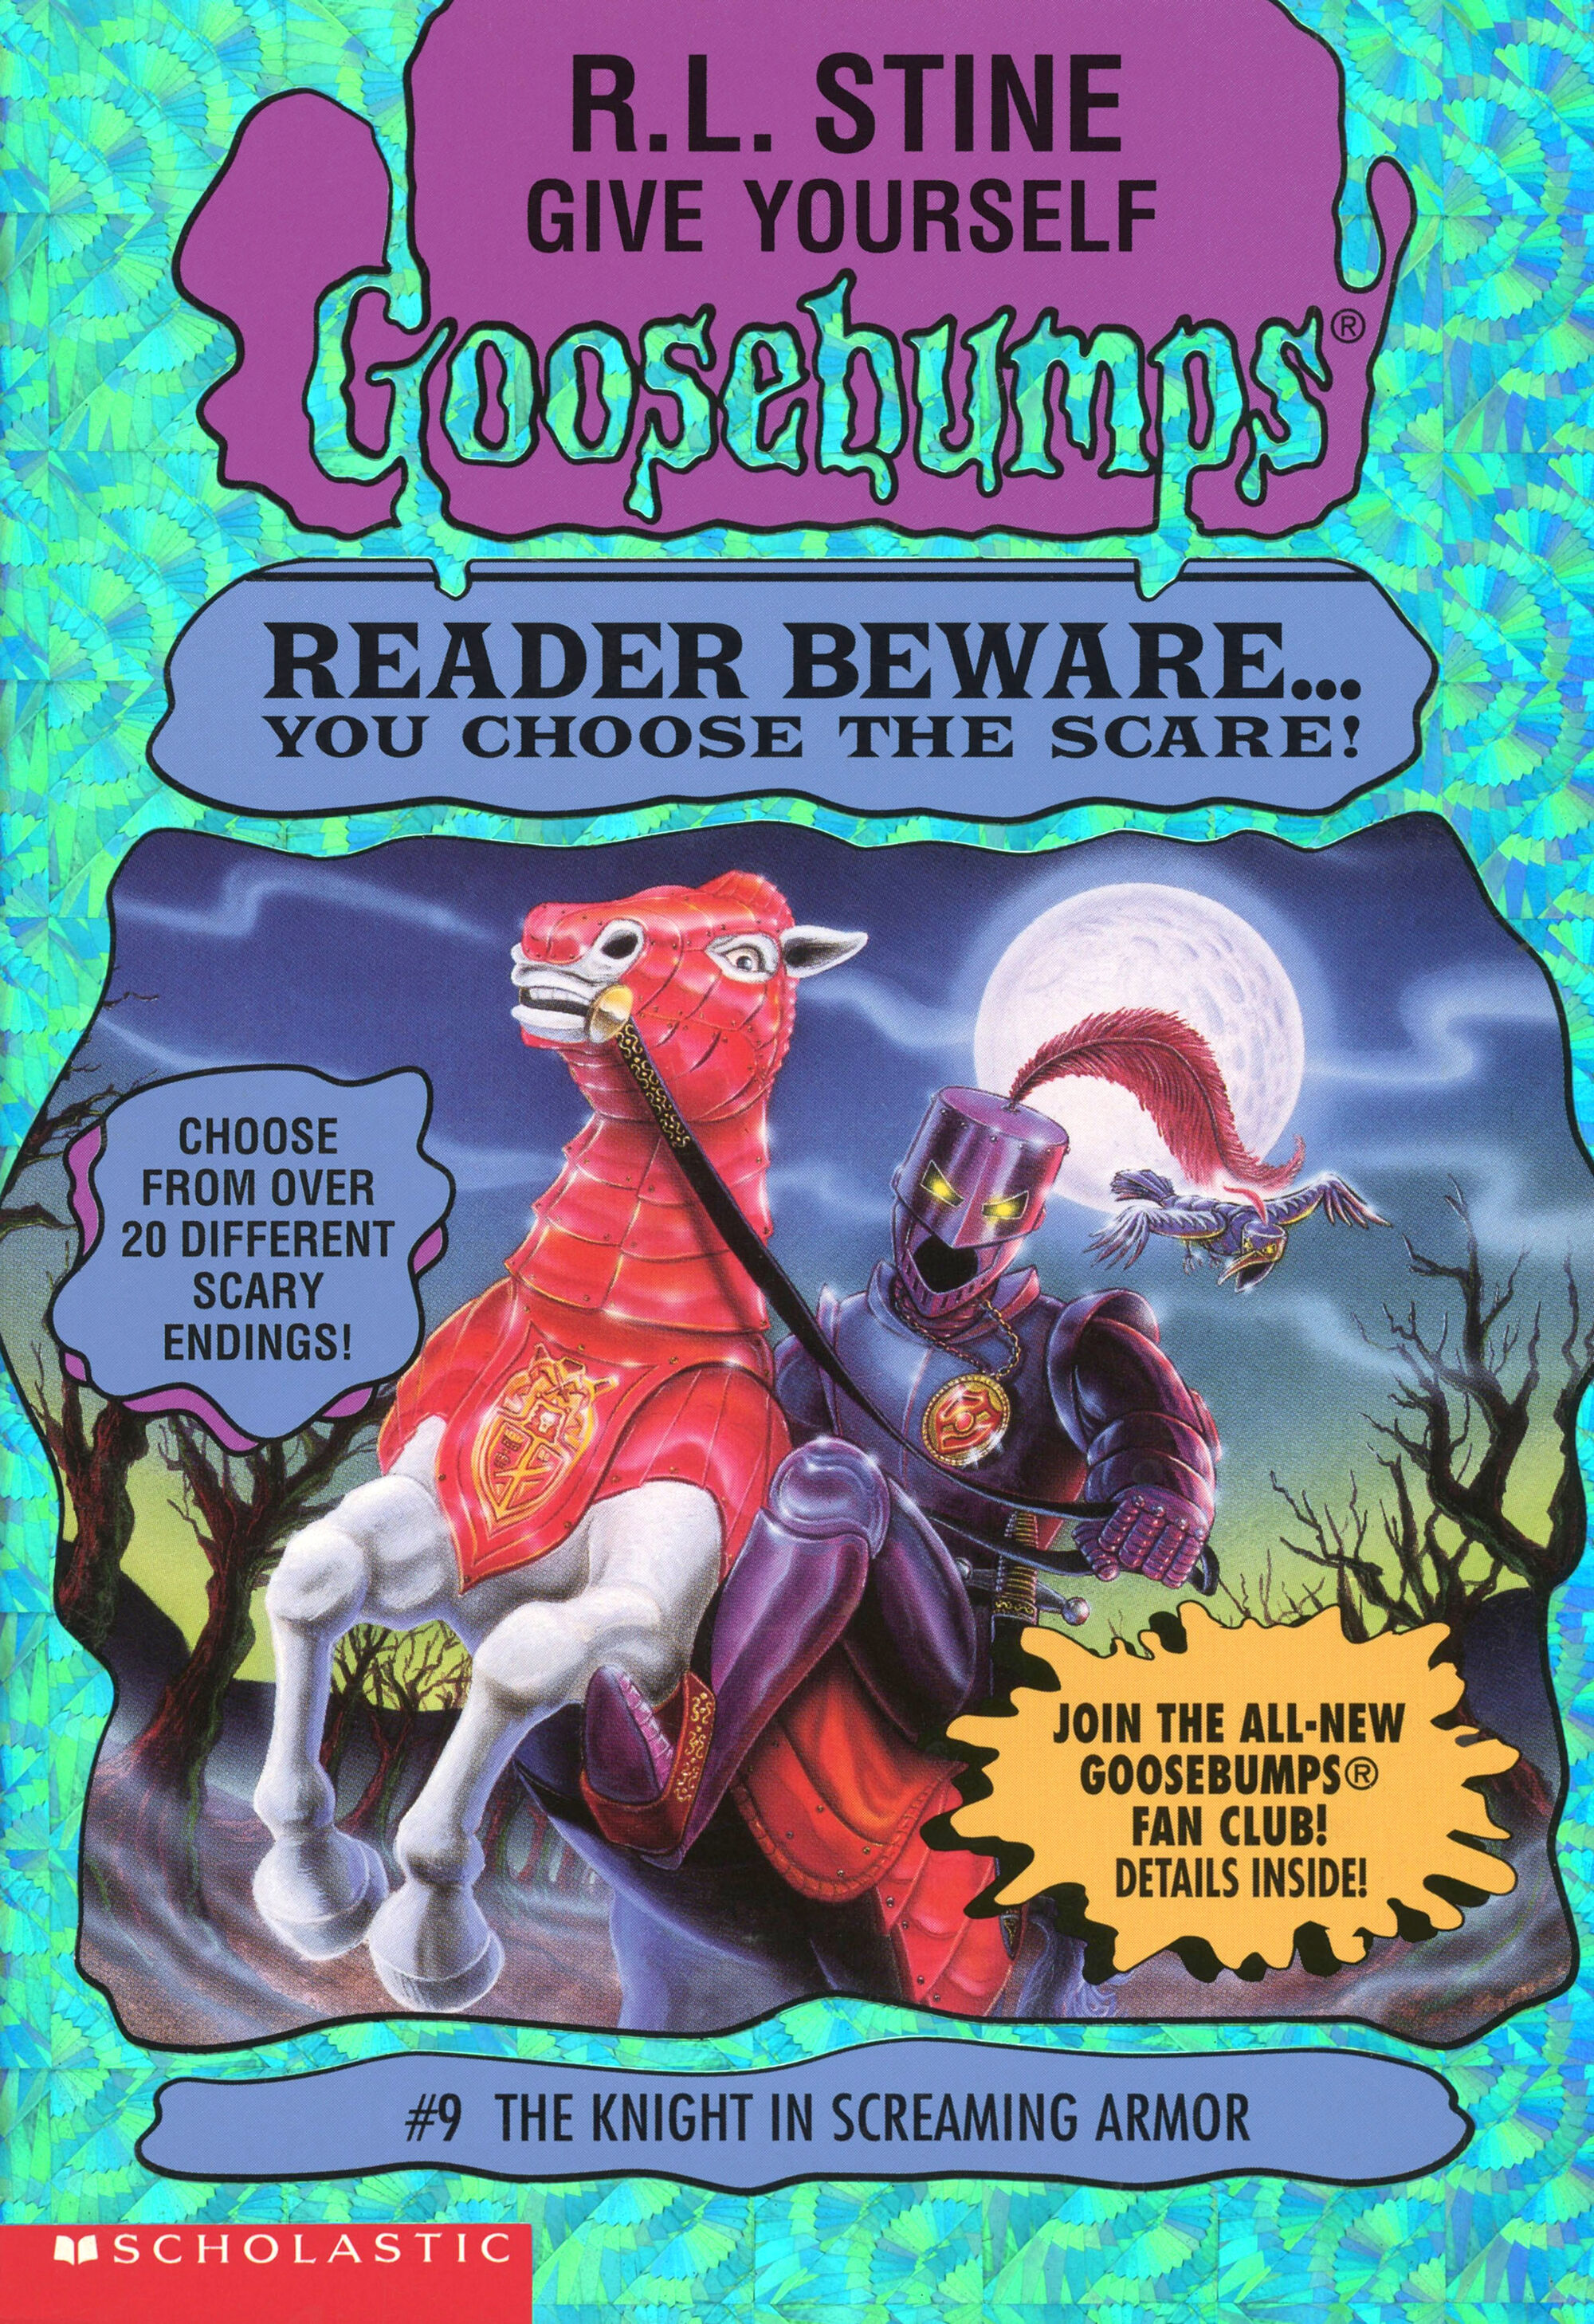 R.L. STINE
GIVE YOURSELF
Goosebumps®
READER BEWARE...
YOU CHOOSE THE SCARE!
CHOOSE
FROM OVER
20 DIFFERENT
SCARY
ENDINGS!
JOIN THE ALL-NEW
GOOSEBUMPS®
FAN CLUB!
DETAILS INSIDE!
#9 THE KNIGHT IN SCREAMING ARMOR
SCHOLASTIC